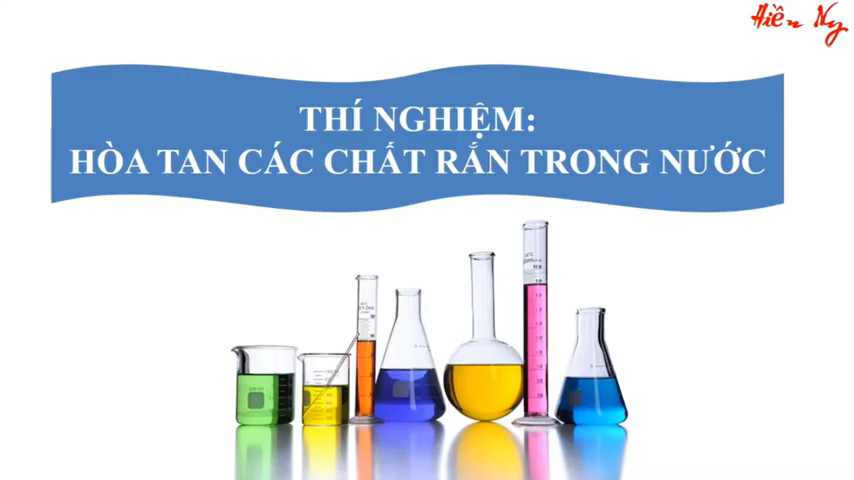 Hiền Ny
THÍ NGHIỆM:
HÒA TAN CÁC CHẤT RẮN TRONG NƯỚC